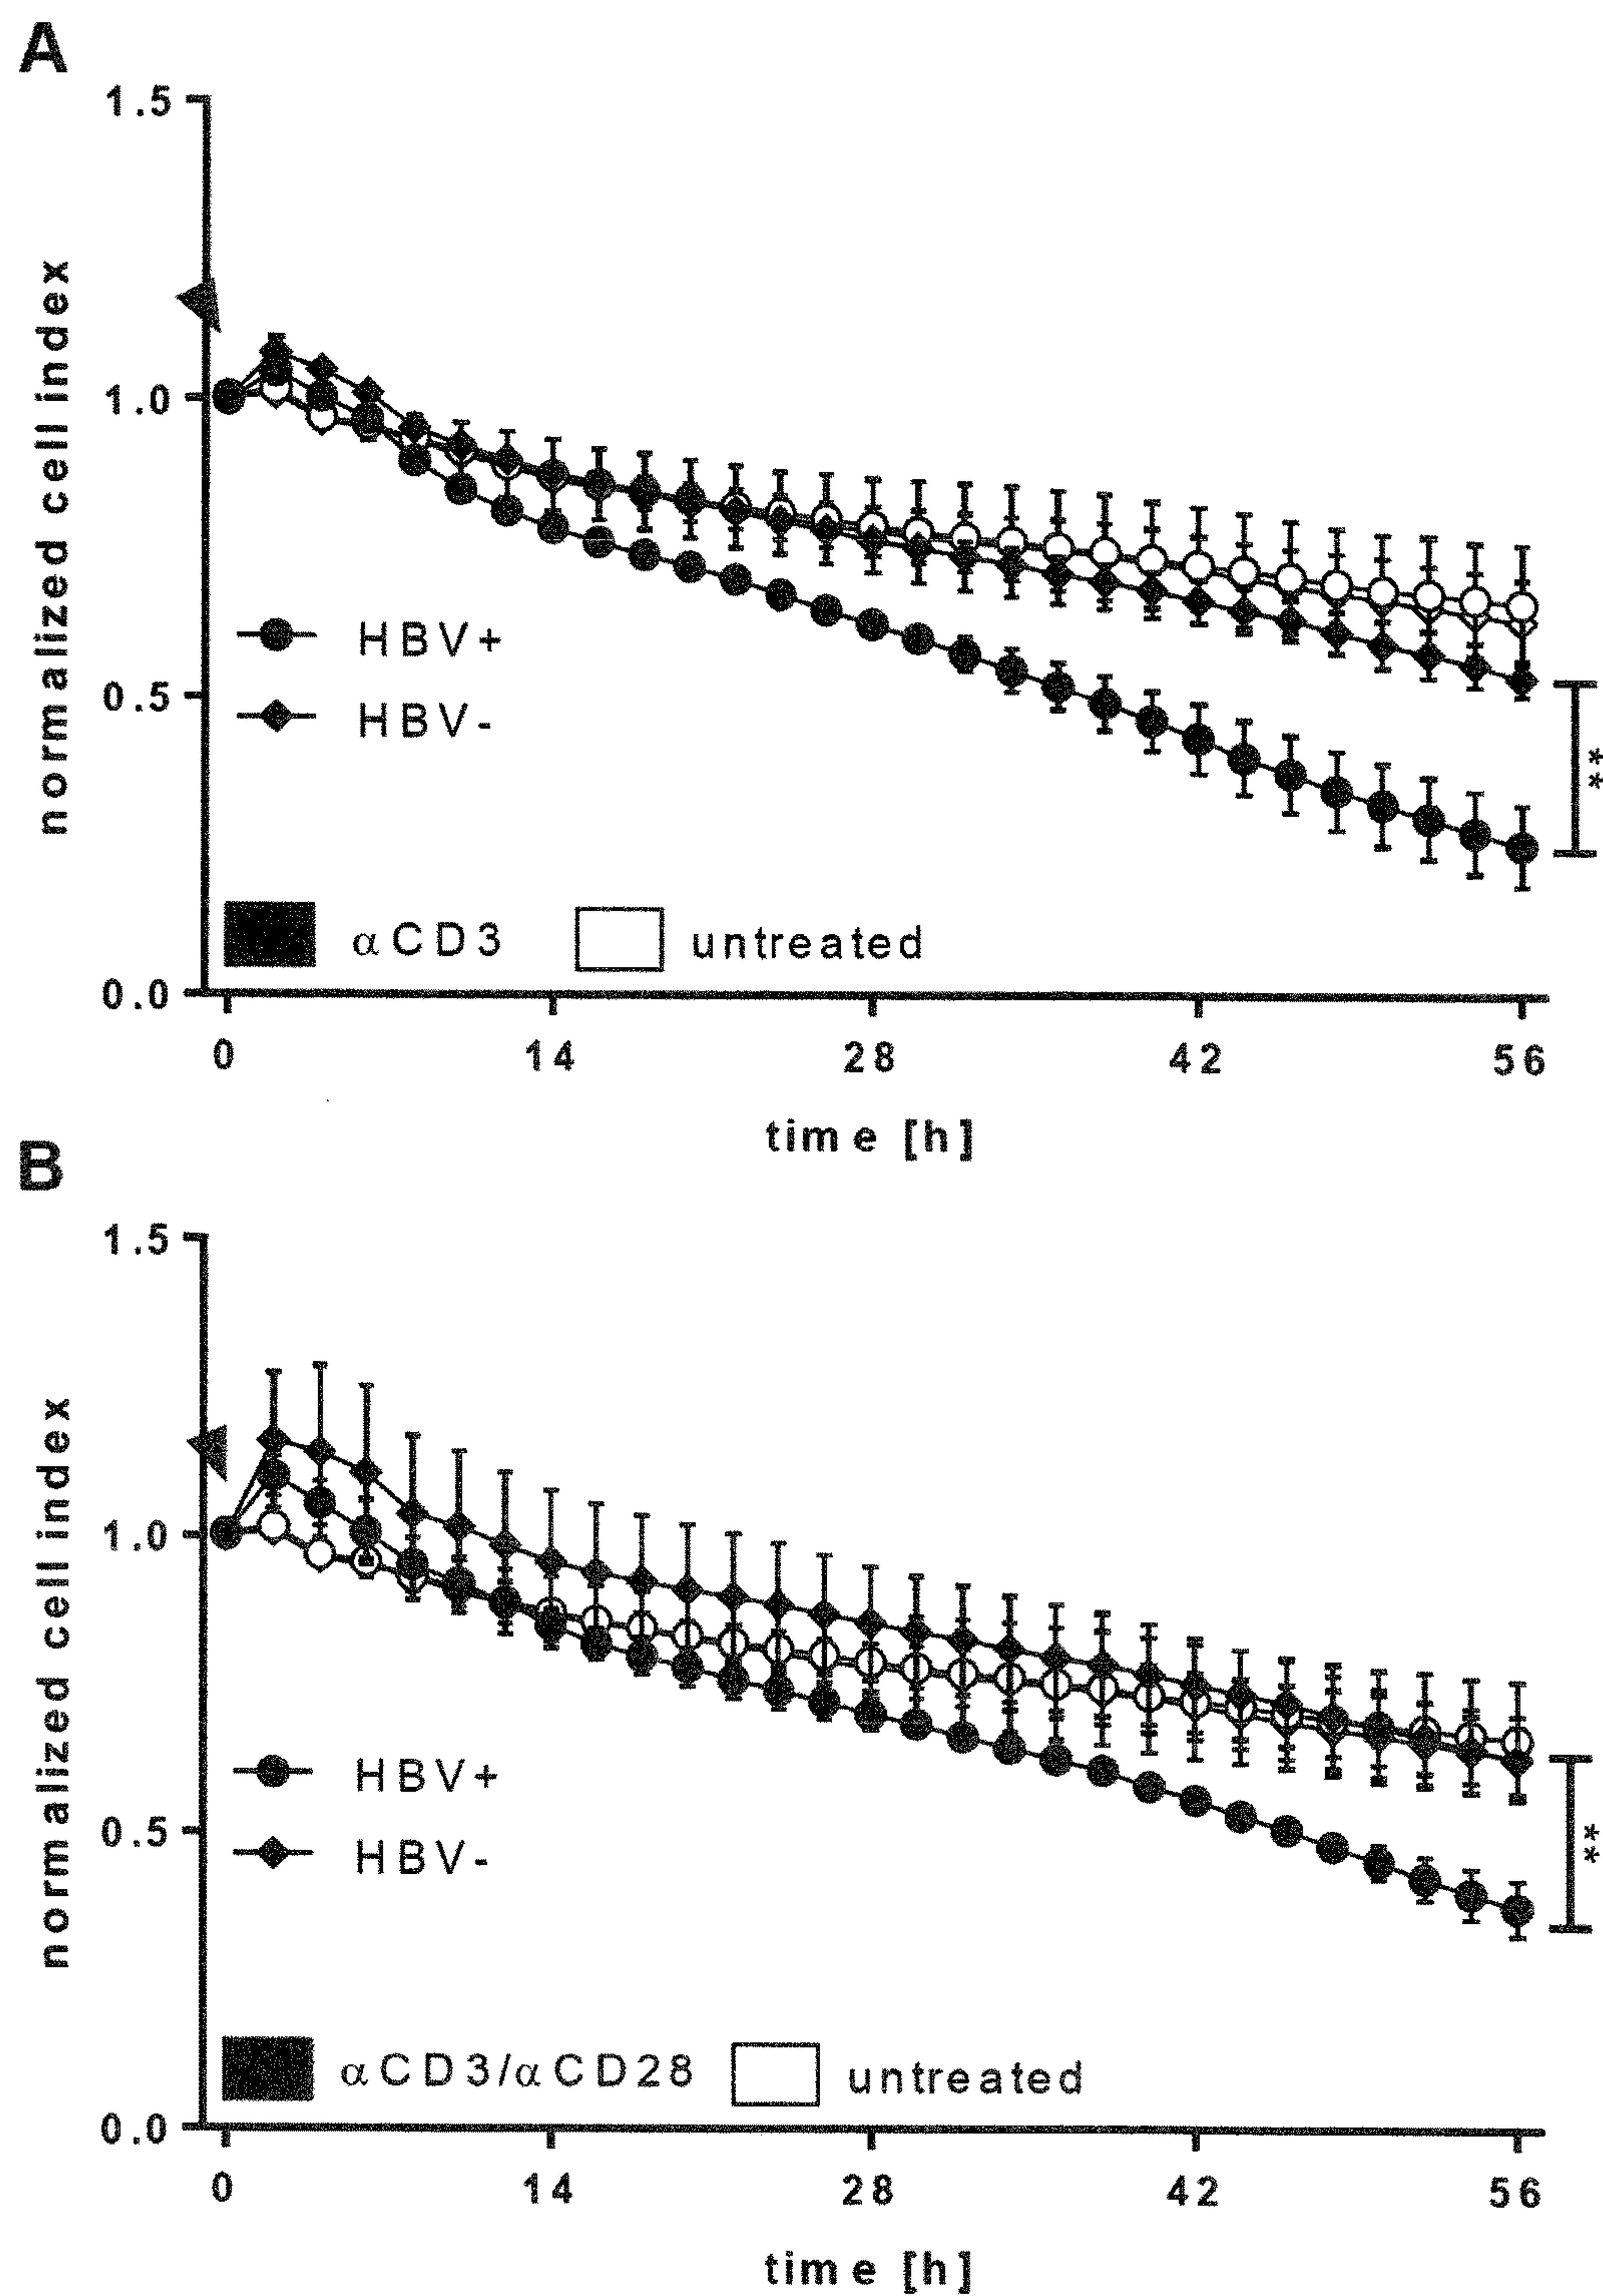 A
1.5
1.0
0.5
0.0
normalized cell index
HBV+
HBV-
αCD3
untreated
**
0
14
28
42
56
time [h]
B
1.5
1.0
0.5
0.0
normalized cell index
HBV+
HBV-
αCD3/αCD28
untreated
**
0
14
28
42
56
time [h]